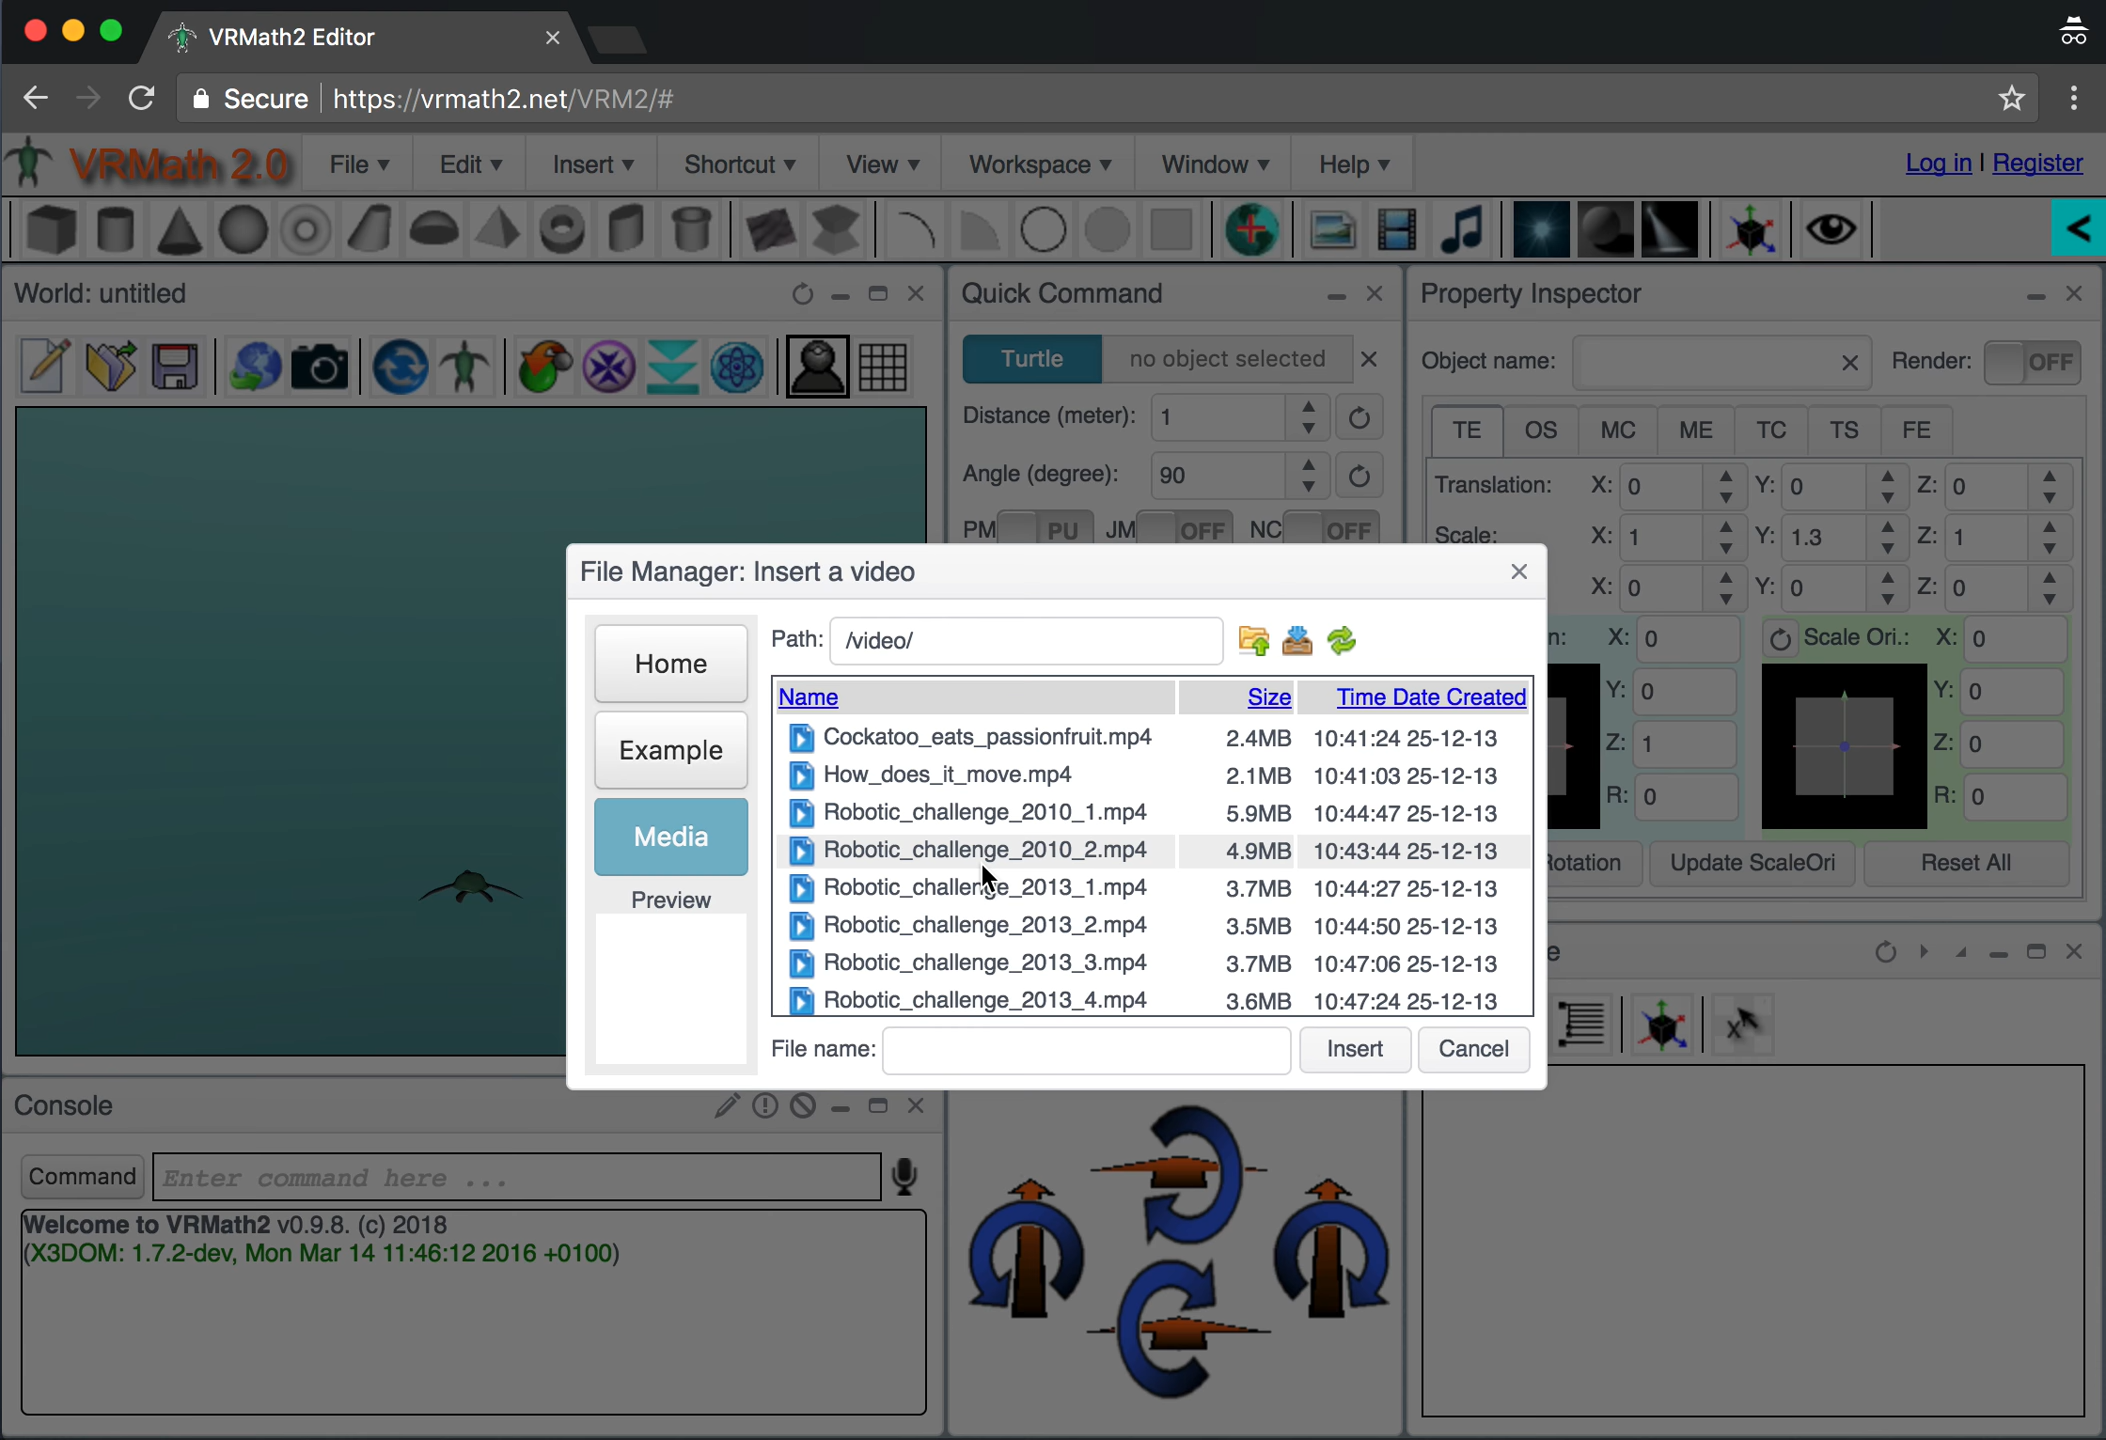 VRMath2 Editor
Secure https://vrmath2.net/VRM2/#
VRMath 2.0 File Edit Insert Shortcut View Workspace Window Help Log in | Register
World: untitled
Quick Command
Turtle no object selected
Distance (meter): 1
Angle (degree): 90
PM PU JM OFF NC OFF
Property Inspector
Object name: Render: OFF
TE OS MC ME TC TS FE
Translation: X: 0 Y: 0 Z: 0
Scale: X: 1 Y: 1.3 Z: 1
X: 0 Y: 0 Z: 0
n: X: 0 Scale Ori.: X: 0
Y: 0 Y: 0
Z: 1 Z: 0
R: 0 R: 0
Rotation Update ScaleOri Reset All
e
File Manager: Insert a video
Home
Example
Media
Preview
Path: /video/
Name Size Time Date Created
Cockatoo_eats_passionfruit.mp4 2.4MB 10:41:24 25-12-13
How_does_it_move.mp4 2.1MB 10:41:03 25-12-13
Robotic_challenge_2010_1.mp4 5.9MB 10:44:47 25-12-13
Robotic_challenge_2010_2.mp4 4.9MB 10:43:44 25-12-13
Robotic_challenge_2013_1.mp4 3.7MB 10:44:27 25-12-13
Robotic_challenge_2013_2.mp4 3.5MB 10:44:50 25-12-13
Robotic_challenge_2013_3.mp4 3.7MB 10:47:06 25-12-13
Robotic_challenge_2013_4.mp4 3.6MB 10:47:24 25-12-13
File name: Insert Cancel
Console
Command Enter command here ...
Welcome to VRMath2 v0.9.8. (c) 2018
(X3DOM: 1.7.2-dev, Mon Mar 14 11:46:12 2016 +0100)